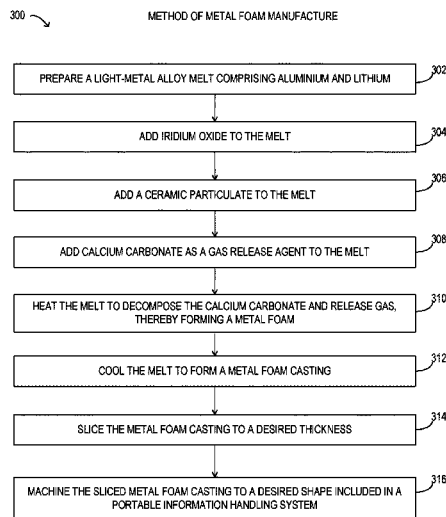 300
METHOD OF METAL FOAM MANUFACTURE
302
PREPARE A LIGHT-METAL ALLOY MELT COMPRISING ALUMINIUM AND LITHIUM
304
ADD IRIDIUM OXIDE TO THE MELT
306
ADD A CERAMIC PARTICULATE TO THE MELT
308
ADD CALCIUM CARBONATE AS A GAS RELEASE AGENT TO THE MELT
310
HEAT THE MELT TO DECOMPOSE THE CALCIUM CARBONATE AND RELEASE GAS,
THEREBY FORMING A METAL FOAM
312
COOL THE MELT TO FORM A METAL FOAM CASTING
314
SLICE THE METAL FOAM CASTING TO A DESIRED THICKNESS
316
MACHINE THE SLICED METAL FOAM CASTING TO A DESIRED SHAPE INCLUDED IN A
PORTABLE INFORMATION HANDLING SYSTEM